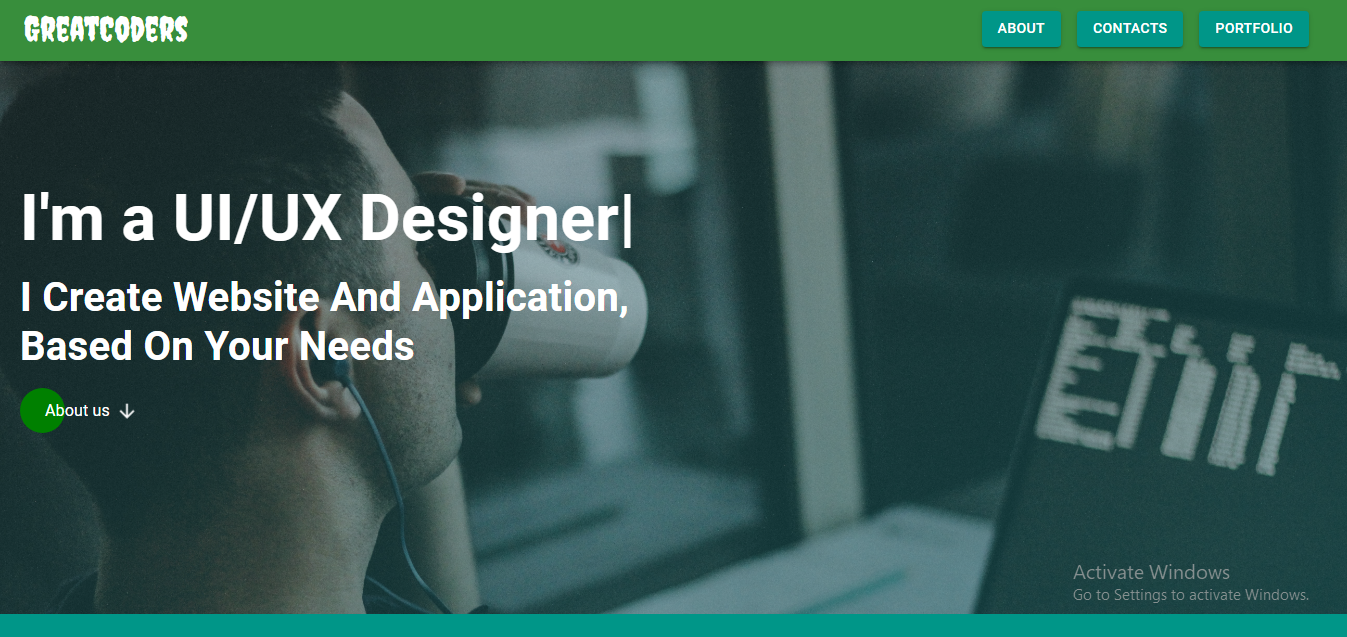 GREATCODERS
ABOUT
CONTACTS
PORTFOLIO
I'm a UI/UX Designer|
I Create Website And Application,
Based On Your Needs
About us
Activate Windows
Go to Settings to activate Windows.